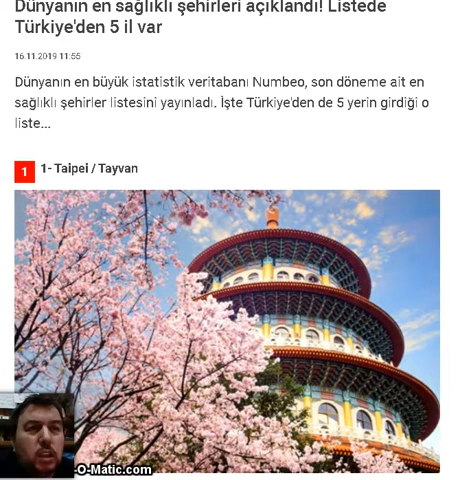 Dünyanın en sağlıklı şehirleri açıklandı! Listede
Türkiye'den 5 il var
16.11.2019 11:55
Dünyanın en büyük istatistik veritabanı Numbeo, son döneme ait en
sağlıklı şehirler listesini yayınladı. İşte Türkiye'den de 5 yerin girdiği o
liste...
1 1- Taipei / Tayvan
-O-Matic.com